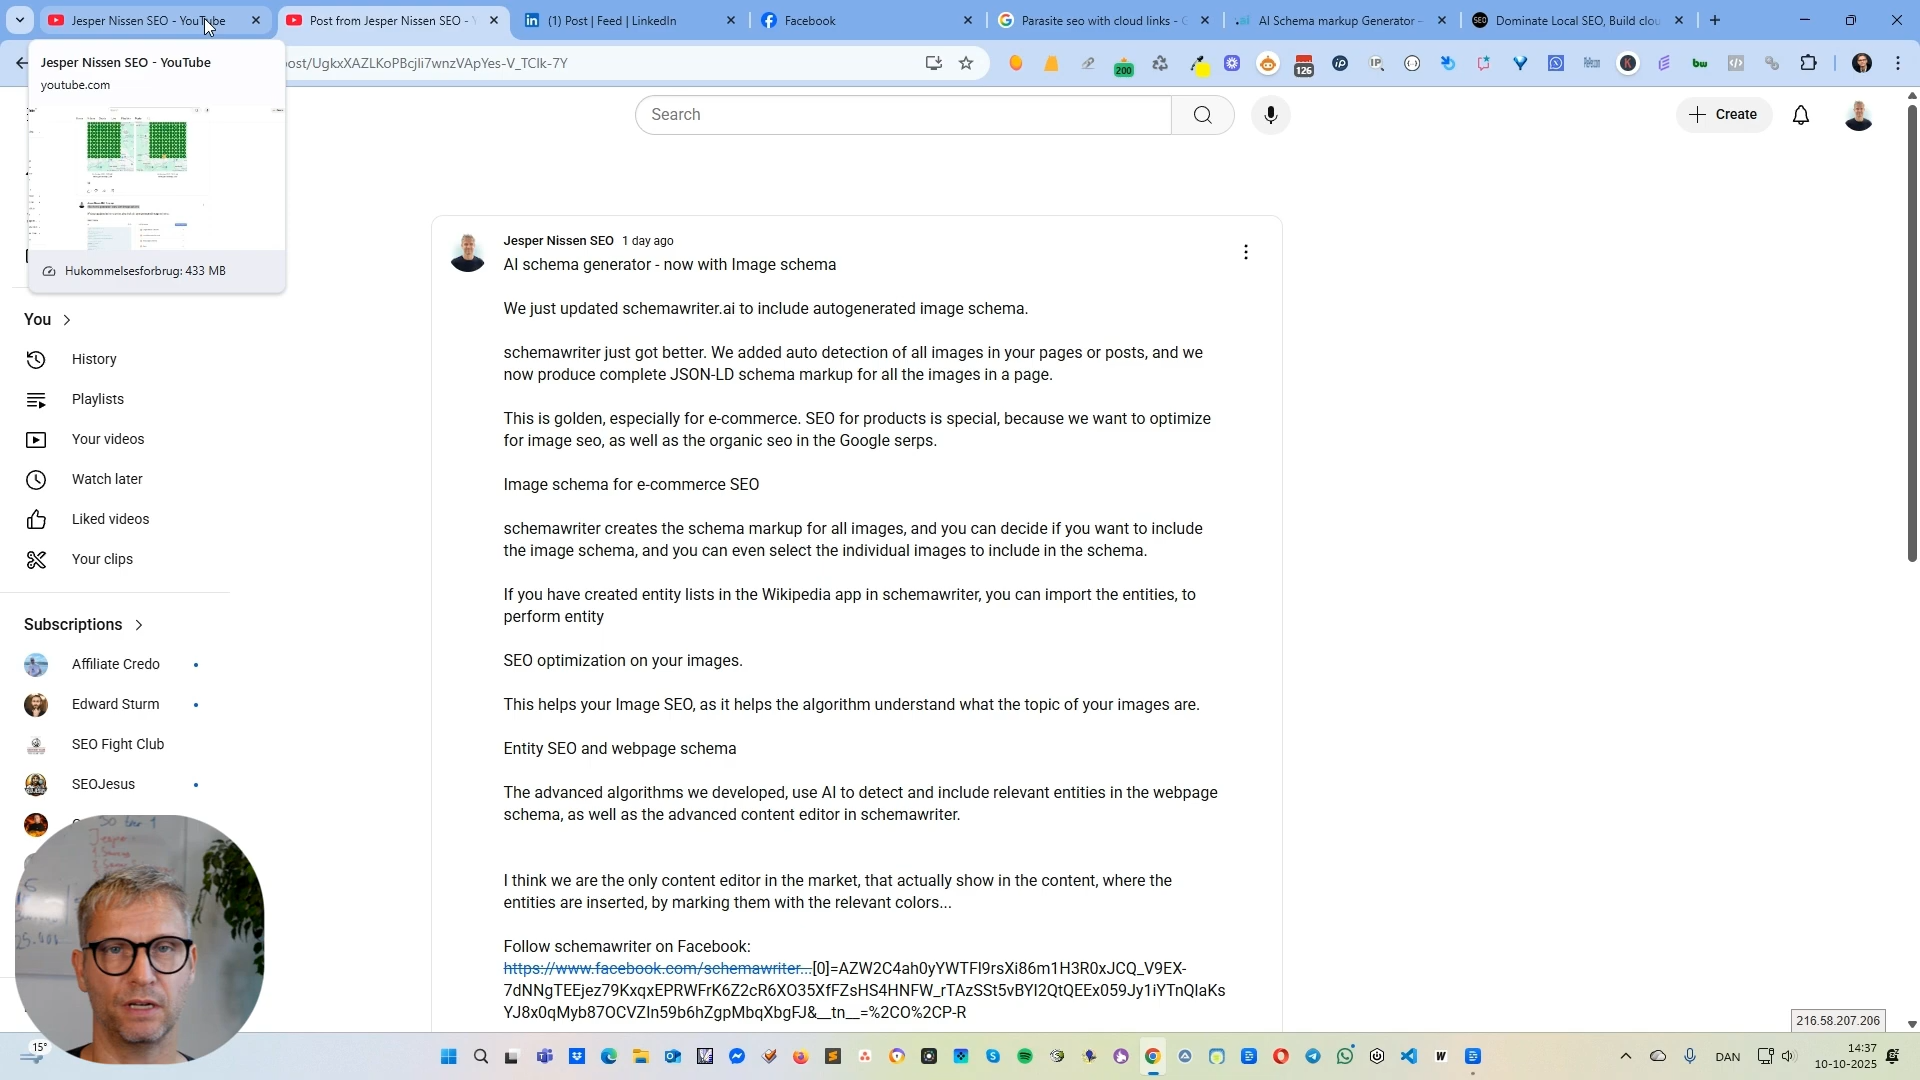 Jesper Nissen SEO - YouTube
Post from Jesper Nissen SEO - Y
(1) Post | Feed | LinkedIn
Facebook
Parasite seo with cloud links - G
AI Schema markup Generator –
Dominate Local SEO, Build clou
post/UgkxXAZLKoPBcjli7wnzVApYes-V_TClk-7Y
200
126
Jesper Nissen SEO - YouTube
youtube.com
Hukommelsesforbrug: 433 MB
Search
Create
You
History
Playlists
Your videos
Watch later
Liked videos
Your clips
Subscriptions
Affiliate Credo
Edward Sturm
SEO Fight Club
SEOJesus
Jesper Nissen SEO 1 day ago
AI schema generator - now with Image schema
We just updated schemawriter.ai to include autogenerated image schema.
schemawriter just got better. We added auto detection of all images in your pages or posts, and we
now produce complete JSON-LD schema markup for all the images in a page.
This is golden, especially for e-commerce. SEO for products is special, because we want to optimize
for image seo, as well as the organic seo in the Google serps.
Image schema for e-commerce SEO
schemawriter creates the schema markup for all images, and you can decide if you want to include
the image schema, and you can even select the individual images to include in the schema.
If you have created entity lists in the Wikipedia app in schemawriter, you can import the entities, to
perform entity
SEO optimization on your images.
This helps your Image SEO, as it helps the algorithm understand what the topic of your images are.
Entity SEO and webpage schema
The advanced algorithms we developed, use AI to detect and include relevant entities in the webpage
schema, as well as the advanced content editor in schemawriter.
I think we are the only content editor in the market, that actually show in the content, where the
entities are inserted, by marking them with the relevant colors...
Follow schemawriter on Facebook:
https://www.facebook.com/schemawriter...[0]=AZW2C4ah0yYWTFl9rsXi86m1H3R0xJCQ_V9EX-
7dNNgTEEjez79KxqxEPRWFrK6Z2cR6XO35XfFZsHS4HNFW_rTAzSSt5vBYI2QtQEEx059Jy1iYTnQlaKs
YJ8x0qMyb87OCVZIn59b6hZgpMbqXbgFJ&__tn__=%2CO%2CP-R
216.58.207.206
15°
DAN
14:37
10-10-2025